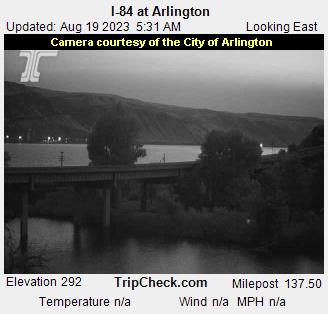 I-84 at Arlington
Updated: Aug 19 2023 5:31 AM Looking East
Camera courtesy of the City of Arlington
Elevation 292 TripCheck.com Milepost 137.50
Temperature n/a Wind n/a MPH n/a